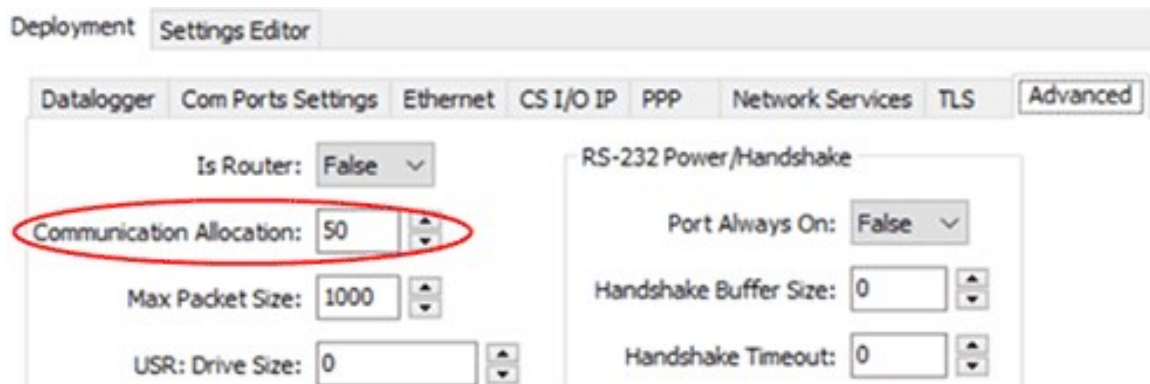 Deployment Settings Editor
Datalogger Com Ports Settings Ethernet CS I/O IP PPP Network Services TLS Advanced
Is Router: False
Communication Allocation: 50
Max Packet Size: 1000
USR: Drive Size: 0
RS-232 Power/Handshake
Port Always On: False
Handshake Buffer Size: 0
Handshake Timeout: 0